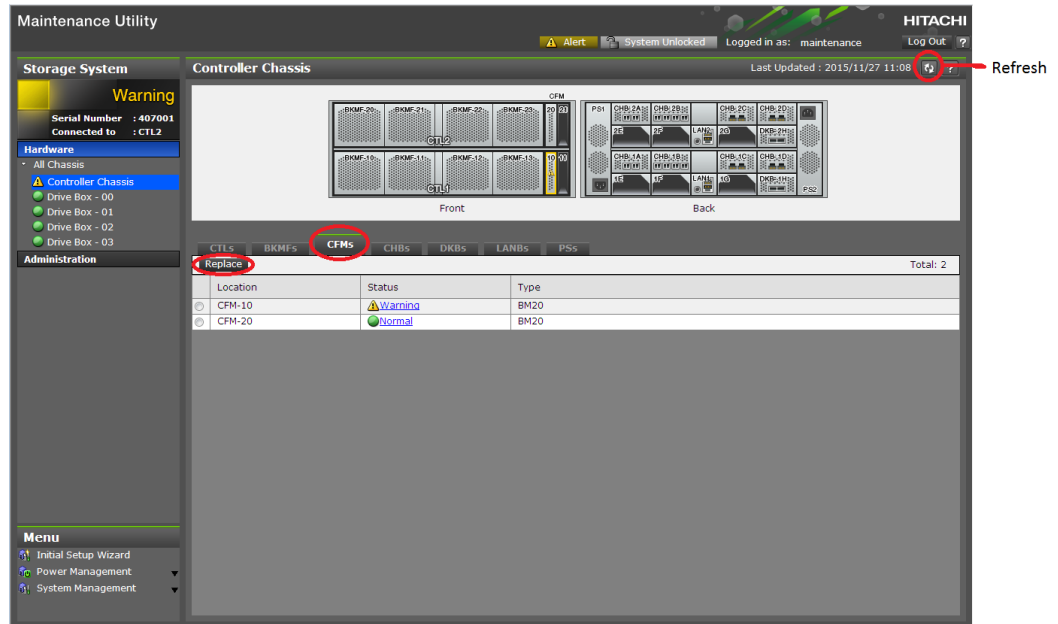 Maintenance Utility
HITACHI
Alert System Unlocked Logged in as: maintenance Log Out ?
Storage System
Controller Chassis Last Updated : 2015/11/27 11:08 ?
Refresh
Warning
Serial Number : 407001
Connected to : CTL2
Hardware
All Chassis
Controller Chassis
Drive Box - 00
Drive Box - 01
Drive Box - 02
Drive Box - 03
Administration
CFM
BKMF-20 BKMF-21 BKMF-22 BKMF-23 20 20
CTL2
BKMF-10 BKMF-11 BKMF-12 BKMF-13 10 10
CTL1
Front
PS1 CHB-2A CHB-2B CHB-2C CHB-2D
2E 2F LAN2 2G DKB-2H
CHB-1A CHB-1B CHB-1C CHB-1D
1E 1F LAN1 1G DKB-1H PS2
Back
CTLs BKMFs CFMs CHBs DKBs LANBs PSs
Replace Total: 2
Location Status Type
CFM-10 Warning BM20
CFM-20 Normal BM20
Menu
Initial Setup Wizard
Power Management
System Management